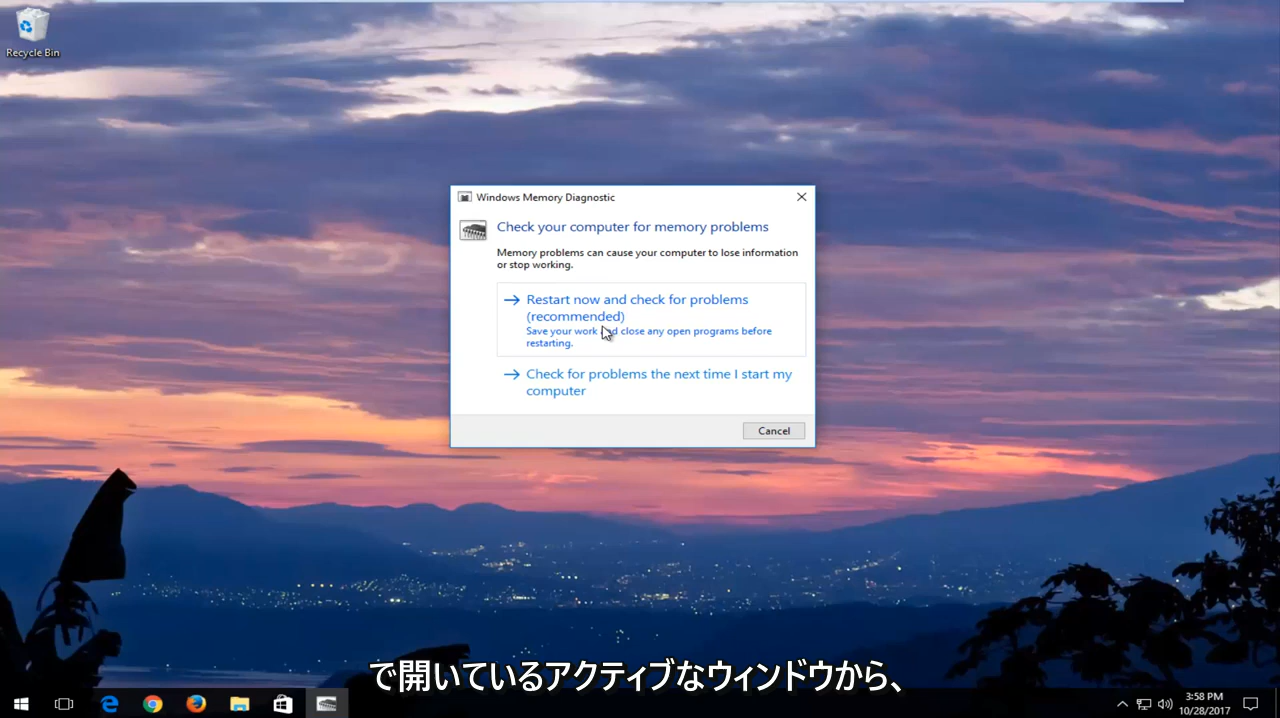 Recycle Bin
Windows Memory Diagnostic
Check your computer for memory problems
Memory problems can cause your computer to lose information
or stop working.
Restart now and check for problems
(recommended)
Save your work and close any open programs before
restarting.
Check for problems the next time I start my
computer
Cancel
で開いているアクティブなウィンドウから、
3:58 PM
10/28/2017